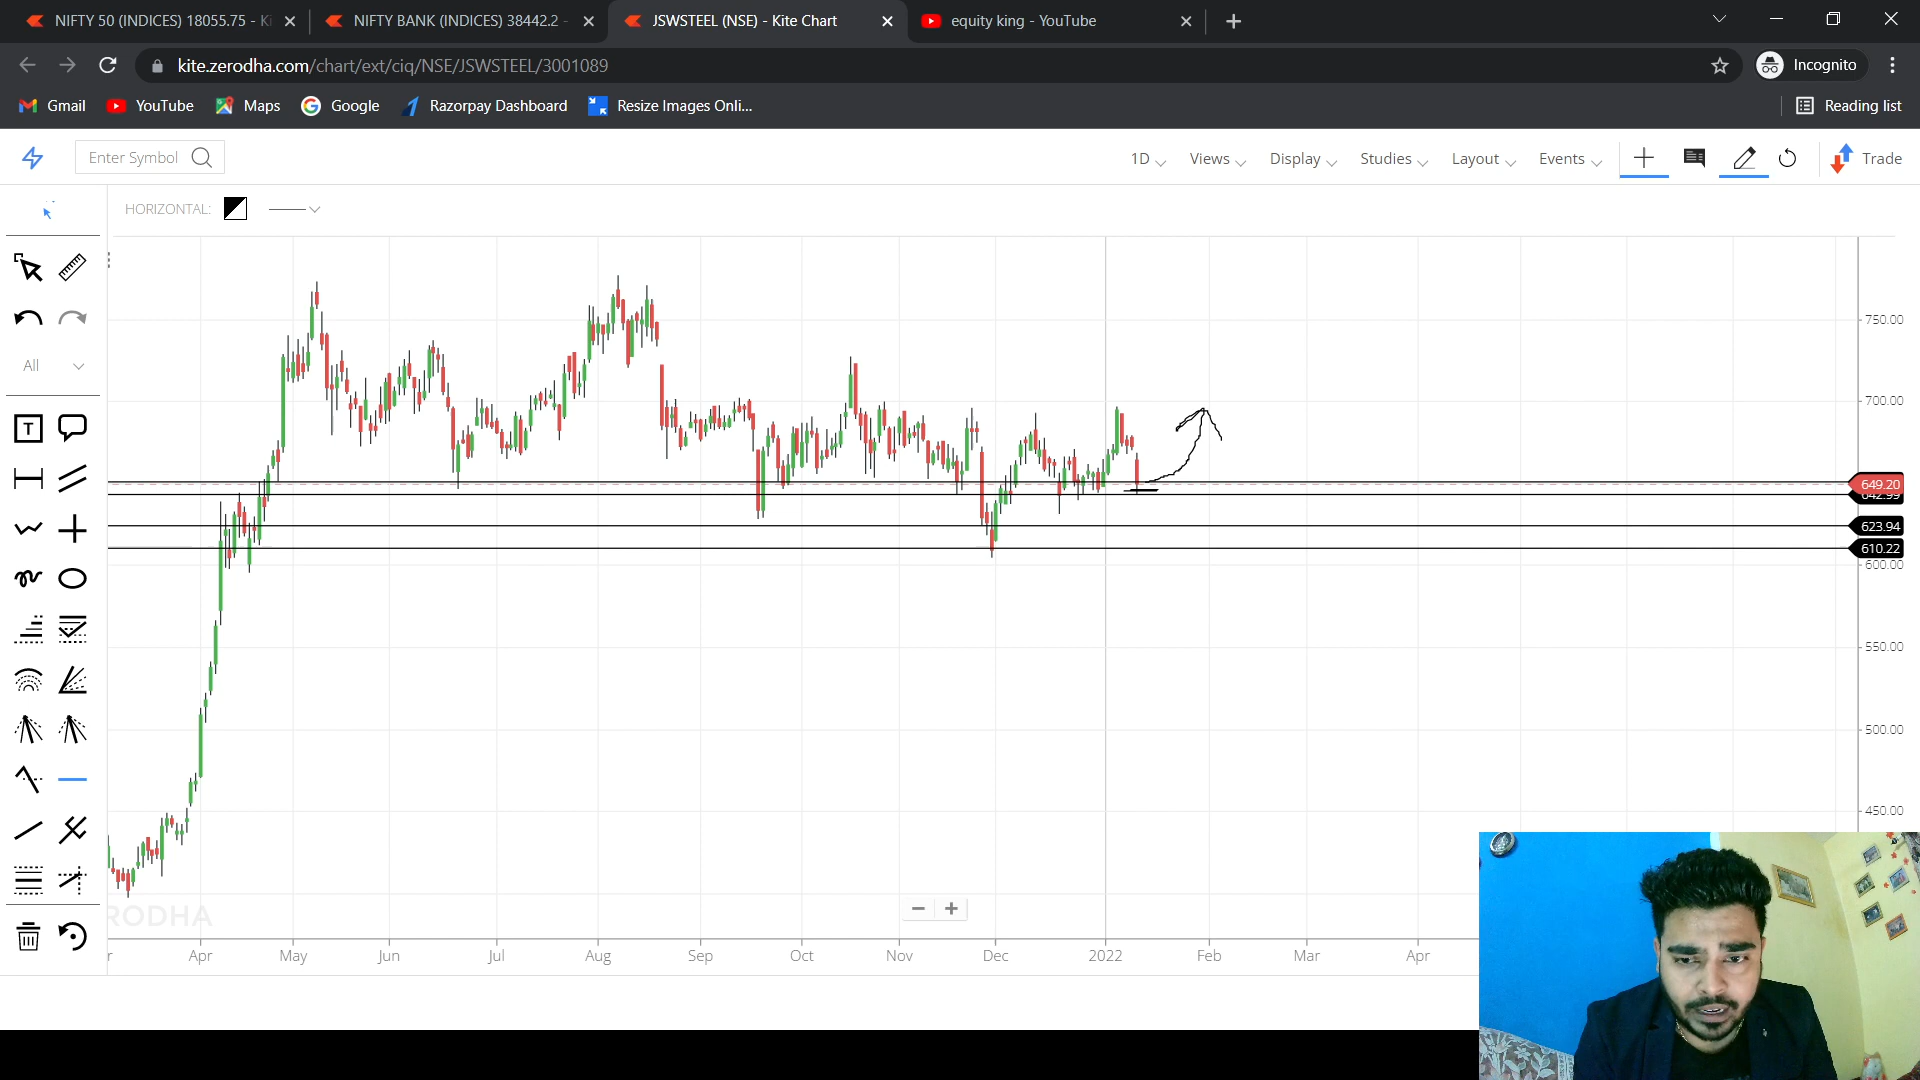 NIFTY 50 (INDICES) 18055.75 - Ki
NIFTY BANK (INDICES) 38442.2 -
JSWSTEEL (NSE) - Kite Chart
equity king - YouTube
kite.zerodha.com/chart/ext/ciq/NSE/JSWSTEEL/3001089
Incognito
Gmail
YouTube
Maps
Google
Razorpay Dashboard
Resize Images Onli...
Reading list
Enter Symbol
1D
Views
Display
Studies
Layout
Events
Trade
HORIZONTAL:
All
T
750.00
700.00
649.20
642.99
623.94
610.22
600.00
550.00
500.00
450.00
RODHA
r
Apr
May
Jun
Jul
Aug
Sep
Oct
Nov
Dec
2022
Feb
Mar
Apr